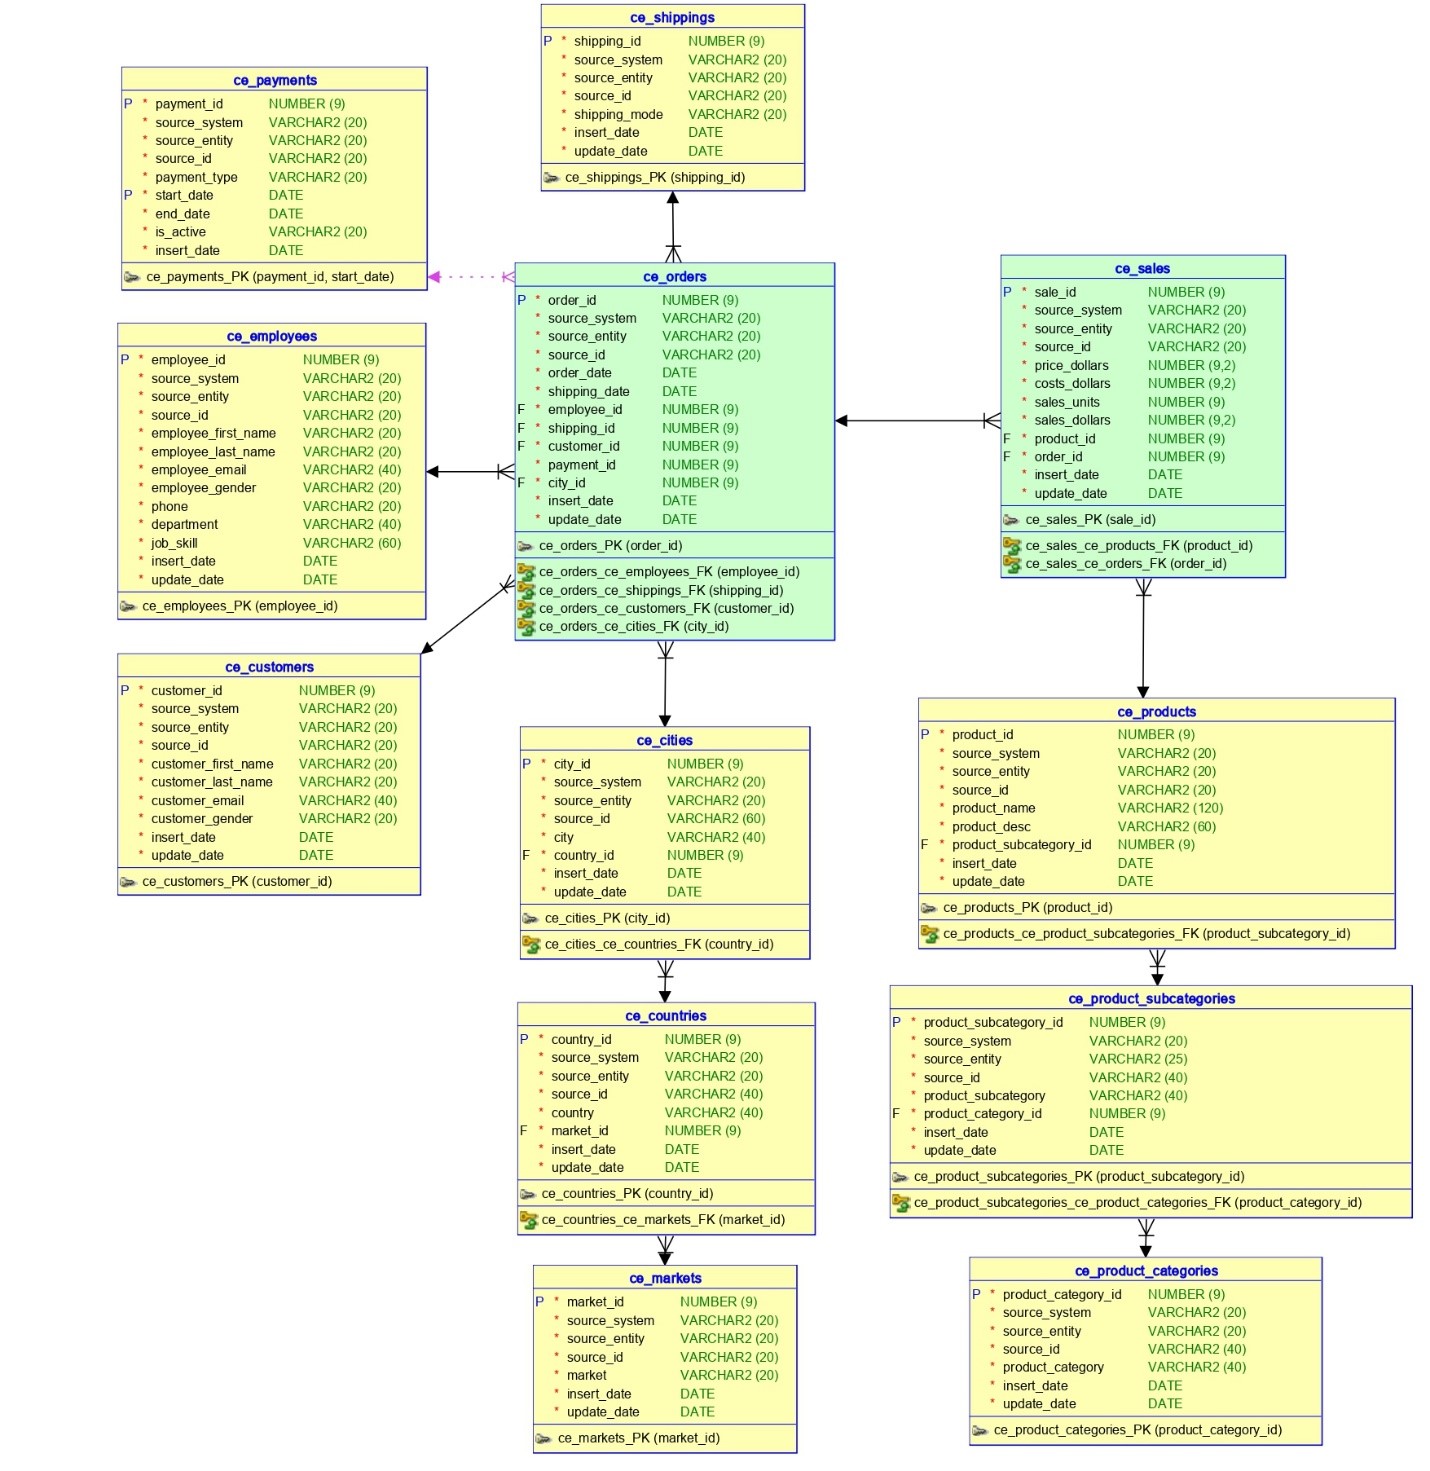 ce_shippings
P * shipping_id NUMBER (9)
* source_system VARCHAR2 (20)
* source_entity VARCHAR2 (20)
* source_id VARCHAR2 (20)
* shipping_mode VARCHAR2 (20)
* insert_date DATE
* update_date DATE
ce_shippings_PK (shipping_id)
ce_payments
P * payment_id NUMBER (9)
* source_system VARCHAR2 (20)
* source_entity VARCHAR2 (20)
* source_id VARCHAR2 (20)
* payment_type VARCHAR2 (20)
P * start_date DATE
* end_date DATE
* is_active VARCHAR2 (20)
* insert_date DATE
ce_payments_PK (payment_id, start_date)
ce_employees
P * employee_id NUMBER (9)
* source_system VARCHAR2 (20)
* source_entity VARCHAR2 (20)
* source_id VARCHAR2 (20)
* employee_first_name VARCHAR2 (20)
* employee_last_name VARCHAR2 (20)
* employee_email VARCHAR2 (40)
* employee_gender VARCHAR2 (20)
* phone VARCHAR2 (20)
* department VARCHAR2 (40)
* job_skill VARCHAR2 (60)
* insert_date DATE
* update_date DATE
ce_employees_PK (employee_id)
ce_orders
P * order_id NUMBER (9)
* source_system VARCHAR2 (20)
* source_entity VARCHAR2 (20)
* source_id VARCHAR2 (20)
* order_date DATE
* shipping_date DATE
F * employee_id NUMBER (9)
F * shipping_id NUMBER (9)
F * customer_id NUMBER (9)
* payment_id NUMBER (9)
F * city_id NUMBER (9)
* insert_date DATE
* update_date DATE
ce_orders_PK (order_id)
ce_orders_ce_employees_FK (employee_id)
ce_orders_ce_shippings_FK (shipping_id)
ce_orders_ce_customers_FK (customer_id)
ce_orders_ce_cities_FK (city_id)
ce_sales
P * sale_id NUMBER (9)
* source_system VARCHAR2 (20)
* source_entity VARCHAR2 (20)
* source_id VARCHAR2 (20)
* price_dollars NUMBER (9,2)
* costs_dollars NUMBER (9,2)
* sales_units NUMBER (9)
* sales_dollars NUMBER (9,2)
F * product_id NUMBER (9)
F * order_id NUMBER (9)
* insert_date DATE
* update_date DATE
ce_sales_PK (sale_id)
ce_sales_ce_products_FK (product_id)
ce_sales_ce_orders_FK (order_id)
ce_customers
P * customer_id NUMBER (9)
* source_system VARCHAR2 (20)
* source_entity VARCHAR2 (20)
* source_id VARCHAR2 (20)
* customer_first_name VARCHAR2 (20)
* customer_last_name VARCHAR2 (20)
* customer_email VARCHAR2 (40)
* customer_gender VARCHAR2 (20)
* insert_date DATE
* update_date DATE
ce_customers_PK (customer_id)
ce_cities
P * city_id NUMBER (9)
* source_system VARCHAR2 (20)
* source_entity VARCHAR2 (20)
* source_id VARCHAR2 (60)
* city VARCHAR2 (40)
F * country_id NUMBER (9)
* insert_date DATE
* update_date DATE
ce_cities_PK (city_id)
ce_cities_ce_countries_FK (country_id)
ce_products
P * product_id NUMBER (9)
* source_system VARCHAR2 (20)
* source_entity VARCHAR2 (20)
* source_id VARCHAR2 (20)
* product_name VARCHAR2 (120)
* product_desc VARCHAR2 (60)
F * product_subcategory_id NUMBER (9)
* insert_date DATE
* update_date DATE
ce_products_PK (product_id)
ce_products_ce_product_subcategories_FK (product_subcategory_id)
ce_countries
P * country_id NUMBER (9)
* source_system VARCHAR2 (20)
* source_entity VARCHAR2 (20)
* source_id VARCHAR2 (40)
* country VARCHAR2 (40)
F * market_id NUMBER (9)
* insert_date DATE
* update_date DATE
ce_countries_PK (country_id)
ce_countries_ce_markets_FK (market_id)
ce_product_subcategories
P * product_subcategory_id NUMBER (9)
* source_system VARCHAR2 (20)
* source_entity VARCHAR2 (25)
* source_id VARCHAR2 (40)
* product_subcategory VARCHAR2 (40)
F * product_category_id NUMBER (9)
* insert_date DATE
* update_date DATE
ce_product_subcategories_PK (product_subcategory_id)
ce_product_subcategories_ce_product_categories_FK (product_category_id)
ce_markets
P * market_id NUMBER (9)
* source_system VARCHAR2 (20)
* source_entity VARCHAR2 (20)
* source_id VARCHAR2 (20)
* market VARCHAR2 (20)
* insert_date DATE
* update_date DATE
ce_markets_PK (market_id)
ce_product_categories
P * product_category_id NUMBER (9)
* source_system VARCHAR2 (20)
* source_entity VARCHAR2 (20)
* source_id VARCHAR2 (40)
* product_category VARCHAR2 (40)
* insert_date DATE
* update_date DATE
ce_product_categories_PK (product_category_id)